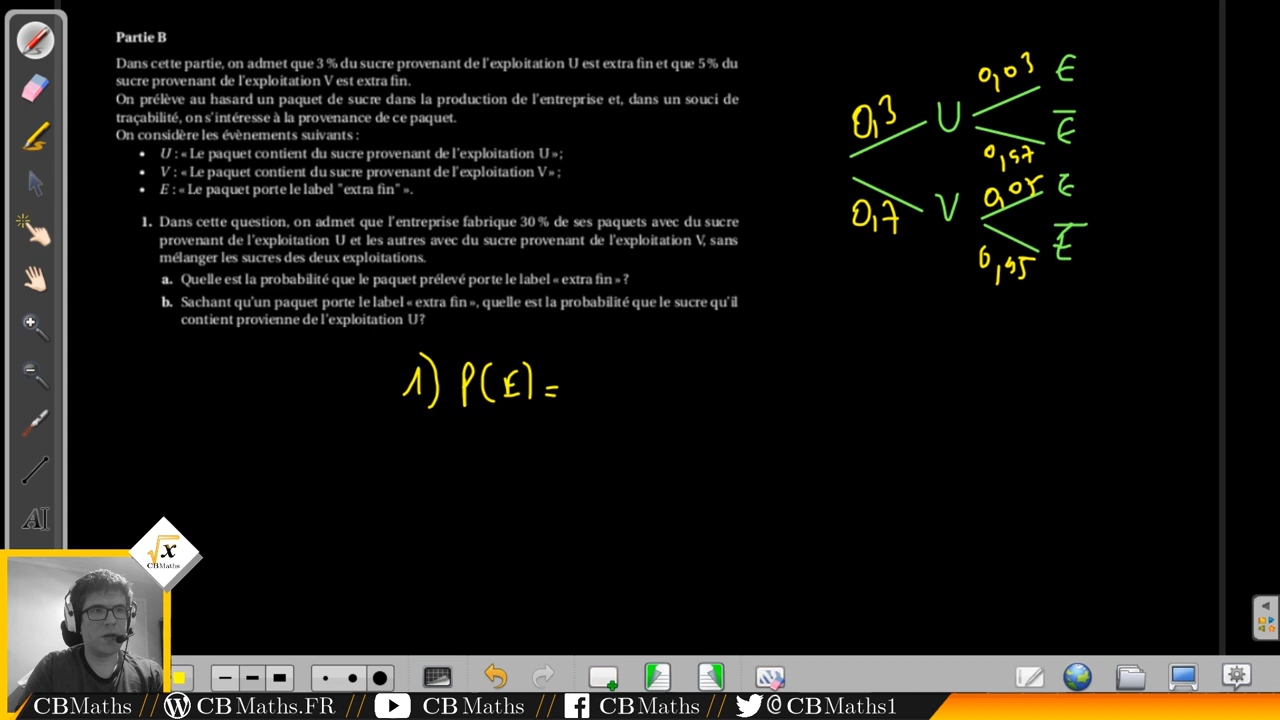 Partie B
Dans cette partie, on admet que 3 % du sucre provenant de l'exploitation U est extra fin et que 5 % du
sucre provenant de l'exploitation V est extra fin.
On prélève au hasard un paquet de sucre dans la production de l'entreprise et, dans un souci de
traçabilité, on s'intéresse à la provenance de ce paquet.
On considère les évènements suivants :
• U : « Le paquet contient du sucre provenant de l'exploitation U » ;
• V : « Le paquet contient du sucre provenant de l'exploitation V » ;
• E : « Le paquet porte le label "extra fin" ».
1. Dans cette question, on admet que l'entreprise fabrique 30 % de ses paquets avec du sucre
provenant de l'exploitation U et les autres avec du sucre provenant de l'exploitation V, sans
mélanger les sucres des deux exploitations.
a. Quelle est la probabilité que le paquet prélevé porte le label « extra fin » ?
b. Sachant qu'un paquet porte le label « extra fin », quelle est la probabilité que le sucre qu'il
contient provienne de l'exploitation U ?
0,03 E
0,3 U
E̅
0,97
0,05 E
0,7 V
E̅
0,95
1) P(E) =
AI
√x
CBMaths
CBMaths CBMaths.FR CBMaths CBMaths @CBMaths1